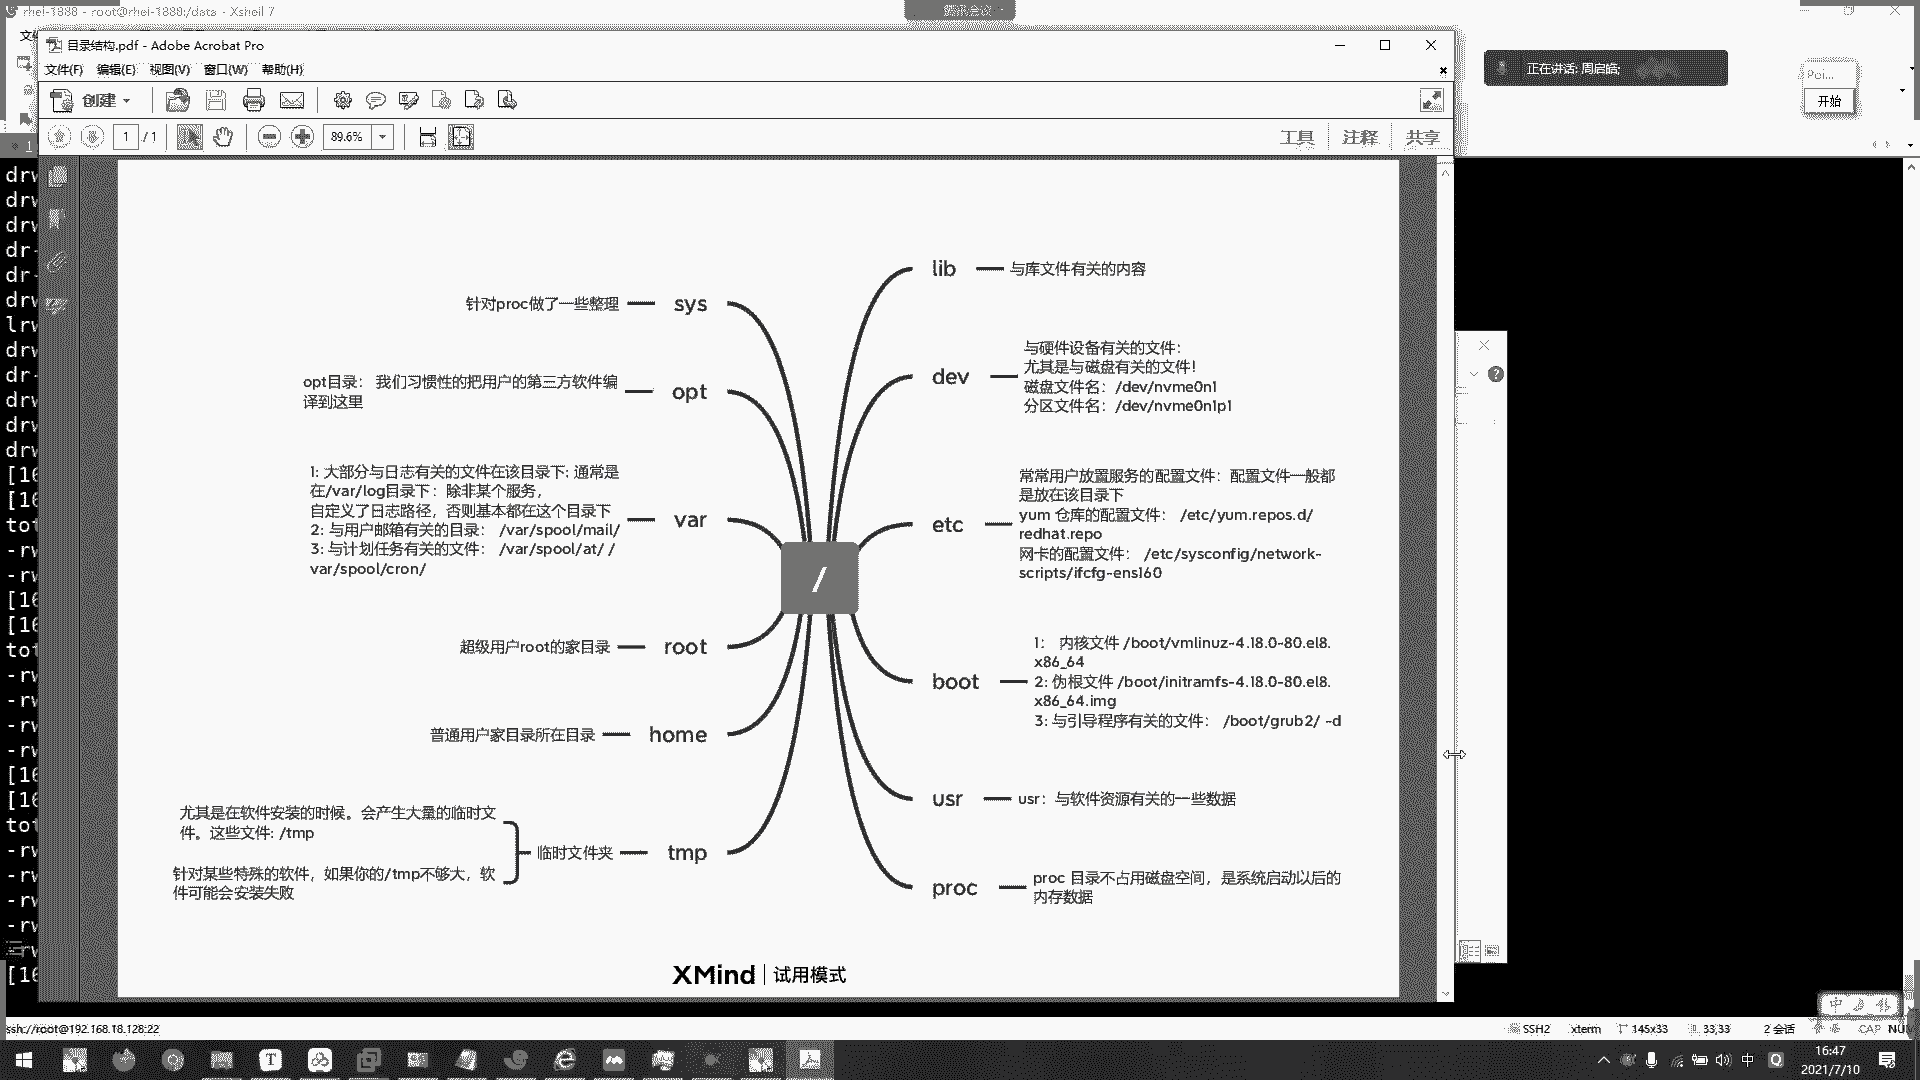 rhel-1888 - root@rhel-1889:/data - Xshell 7
腾讯会议
目录结构.pdf - Adobe Acrobat Pro
文件(F) 编辑(E) 视图(V) 窗口(W) 帮助(H)
正在讲话: 周启皓;
Poi...
开始
创建
1 / 1
89.6%
工具 注释 共享
drw
drw
drw
dr-
dr-
drw
lrw
drw
dr-
drw
drw
drw
[16
[16
tot
-rw
-rw
[16
[16
tot
-rw
-rw
-rw
-rw
[16
[16
tot
-rw
-rw
-rw
-rw
-rw
[16
/
sys
针对proc做了一些整理
opt
opt目录： 我们习惯性的把用户的第三方软件编
译到这里
var
1: 大部分与日志有关的文件在该目录下; 通常是
在/var/log目录下：除非某个服务，
自定义了日志路径，否则基本都在这个目录下
2: 与用户邮箱有关的目录： /var/spool/mail/
3: 与计划任务有关的文件： /var/spool/at/ /
var/spool/cron/
root
超级用户root的家目录
home
普通用户家目录所在目录
tmp
临时文件夹
尤其是在软件安装的时候。会产生大量的临时文
件。这些文件: /tmp
针对某些特殊的软件，如果你的/tmp不够大，软
件可能会安装失败
lib
与库文件有关的内容
dev
与硬件设备有关的文件：
尤其是与磁盘有关的文件！
磁盘文件名：/dev/nvme0n1
分区文件名：/dev/nvme0n1p1
etc
常常用户放置服务的配置文件：配置文件一般都
是放在该目录下
yum 仓库的配置文件： /etc/yum.repos.d/
redhat.repo
网卡的配置文件： /etc/sysconfig/network-
scripts/ifcfg-ens160
boot
1： 内核文件 /boot/vmlinuz-4.18.0-80.el8.
x86_64
2: 伪根文件 /boot/initramfs-4.18.0-80.el8.
x86_64.img
3: 与引导程序有关的文件： /boot/grub2/ -d
usr
usr：与软件资源有关的一些数据
proc
proc 目录不占用磁盘空间，是系统启动以后的
内存数据
XMind | 试用模式
ssh://root@192.168.18.128:22
SSH2 xterm 145x33 33,33 2 会话 CAP NUM
中
16:47
2021/7/10